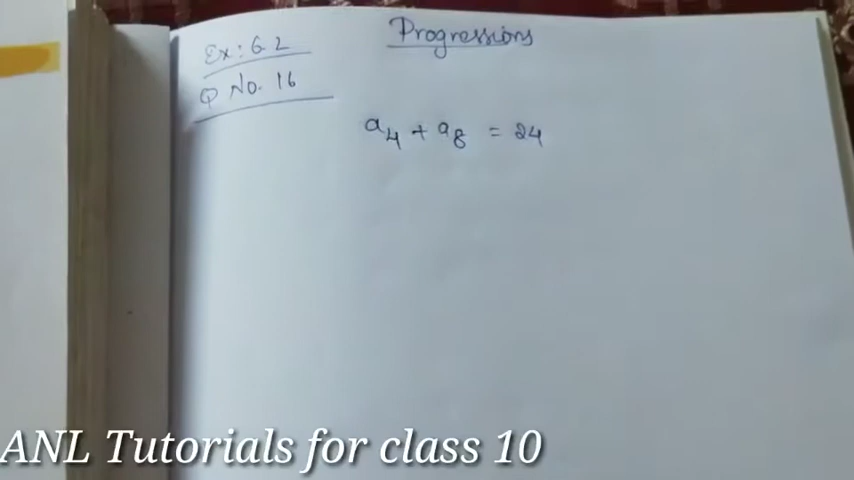 Progressions
Ex: 6.2
Q No. 16
a₄ + a₈ = 24
ANL Tutorials for class 10